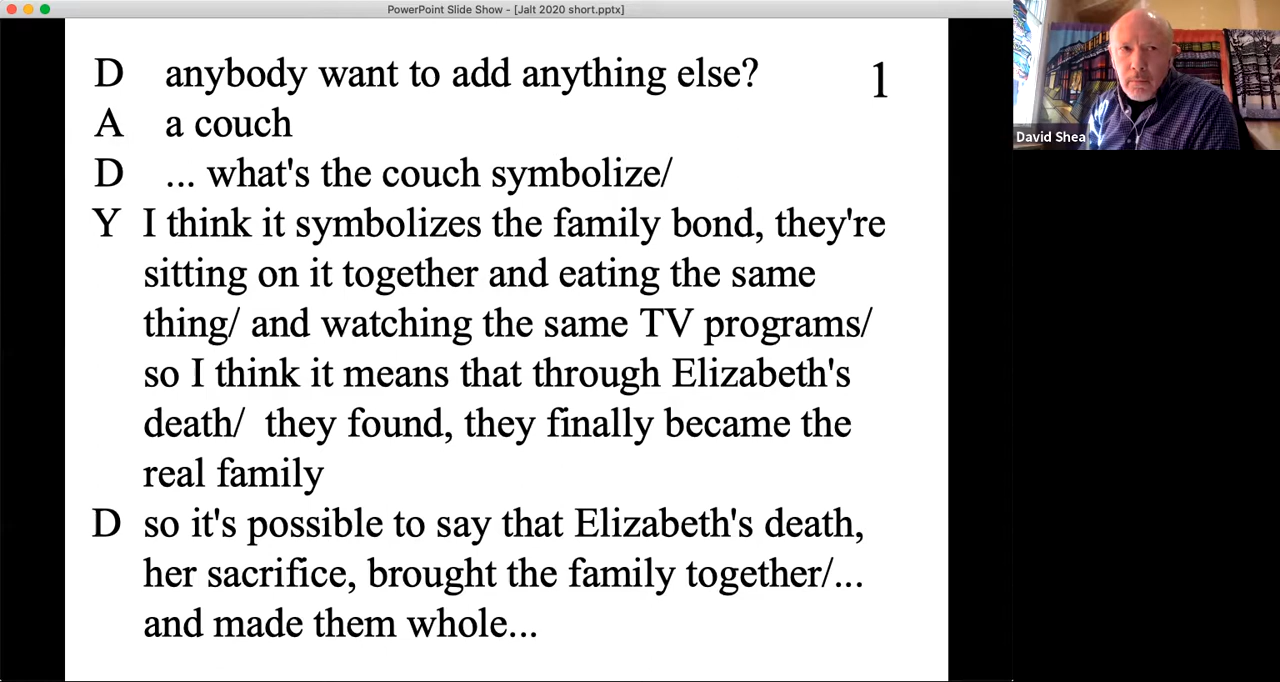 PowerPoint Slide Show - [Jalt 2020 short.pptx]
D anybody want to add anything else? 1
A a couch
D ... what's the couch symbolize/
Y I think it symbolizes the family bond, they're
sitting on it together and eating the same
thing/ and watching the same TV programs/
so I think it means that through Elizabeth's
death/ they found, they finally became the
real family
D so it's possible to say that Elizabeth's death,
her sacrifice, brought the family together/...
and made them whole...
David Shea